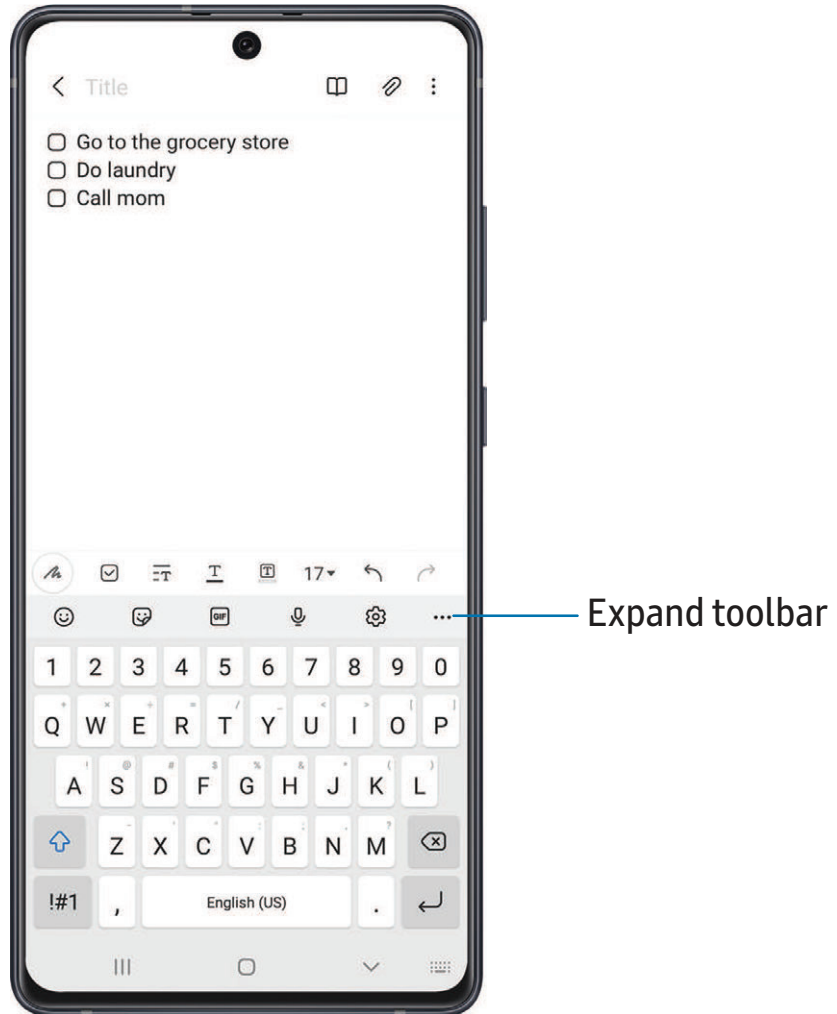 Title
Go to the grocery store
Do laundry
Call mom
17
GIF
Expand toolbar
1 2 3 4 5 6 7 8 9 0
Q W E R T Y U I O P
A S D F G H J K L
Z X C V B N M
!#1 , English (US) .